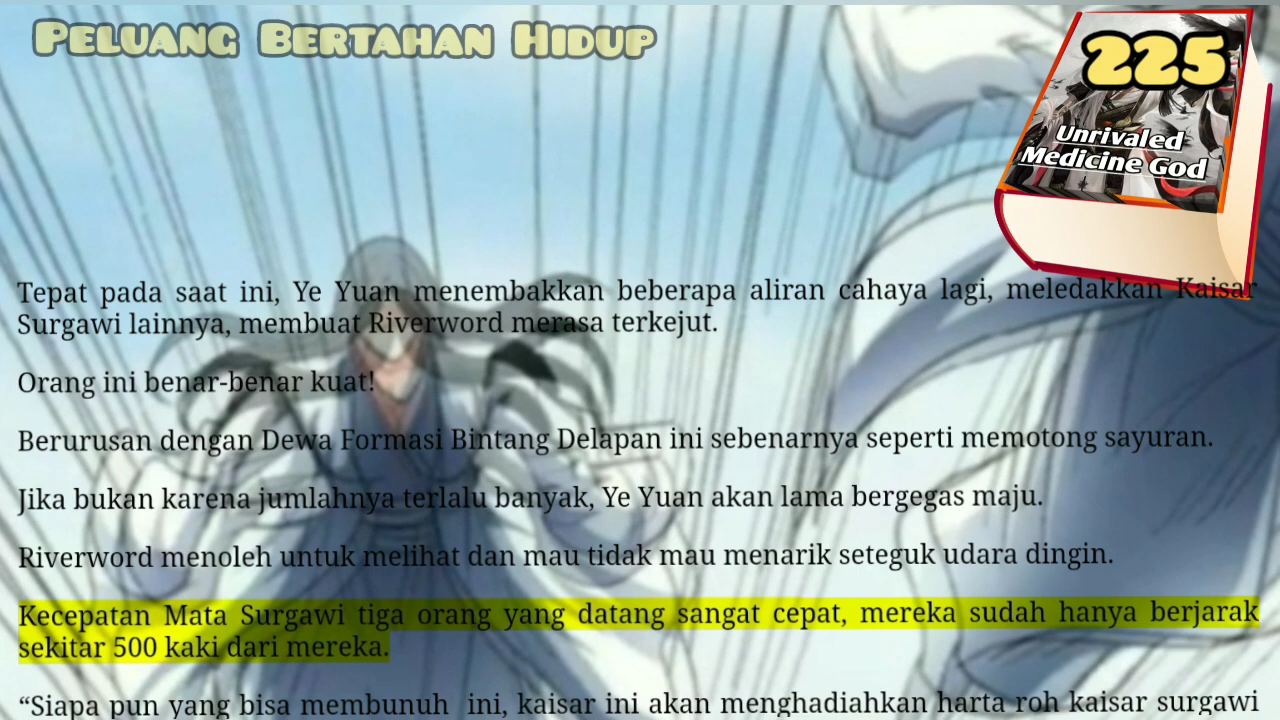 Peluang Bertahan Hidup
225
Unrivaled
Medicine God
Tepat pada saat ini, Ye Yuan menembakkan beberapa aliran cahaya lagi, meledakkan Kaisar
Surgawi lainnya, membuat Riverword merasa terkejut.
Orang ini benar-benar kuat!
Berurusan dengan Dewa Formasi Bintang Delapan ini sebenarnya seperti memotong sayuran.
Jika bukan karena jumlahnya terlalu banyak, Ye Yuan akan lama bergegas maju.
Riverword menoleh untuk melihat dan mau tidak mau menarik seteguk udara dingin.
Kecepatan Mata Surgawi tiga orang yang datang sangat cepat, mereka sudah hanya berjarak
sekitar 500 kaki dari mereka.
“Siapa pun yang bisa membunuh ini, kaisar ini akan menghadiahkan harta roh kaisar surgawi